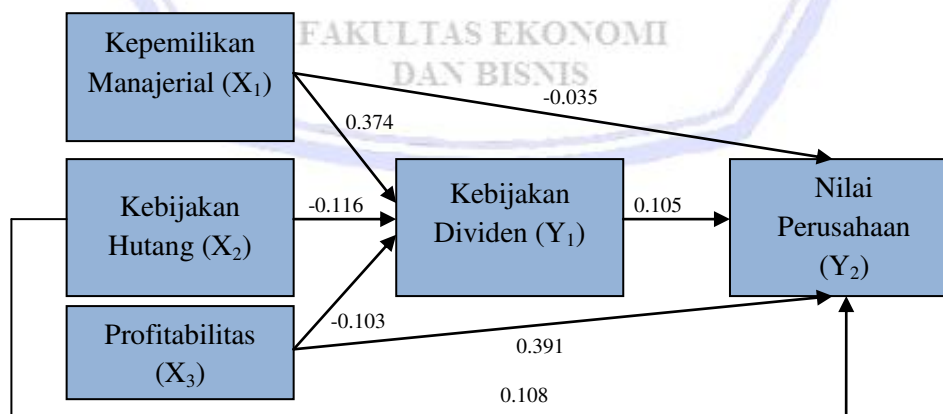 FAKULTAS EKONOMI
DAN BISNIS
Kepemilikan
Manajerial (X₁)
-0.035
0.374
Kebijakan
Hutang (X₂)
-0.116
Kebijakan
Dividen (Y₁)
0.105
Nilai
Perusahaan
(Y₂)
Profitabilitas
(X₃)
-0.103
0.391
0.108